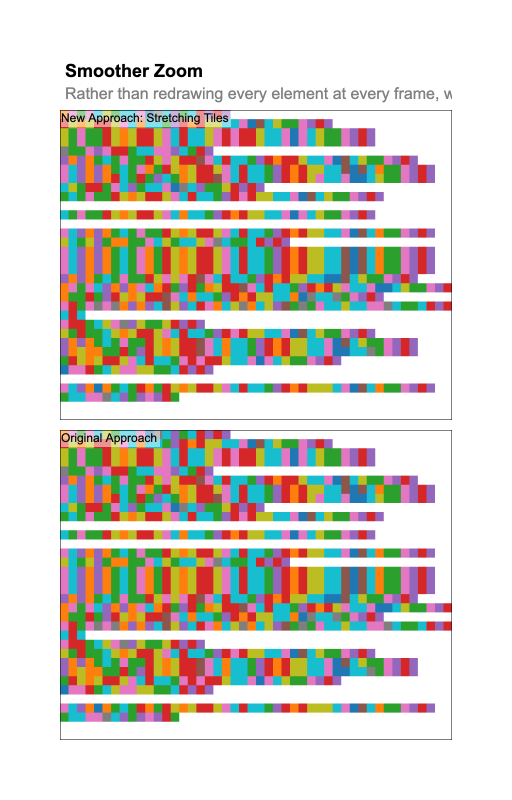 Smoother Zoom
Rather than redrawing every element at every frame, w
New Approach: Stretching Tiles
Original Approach